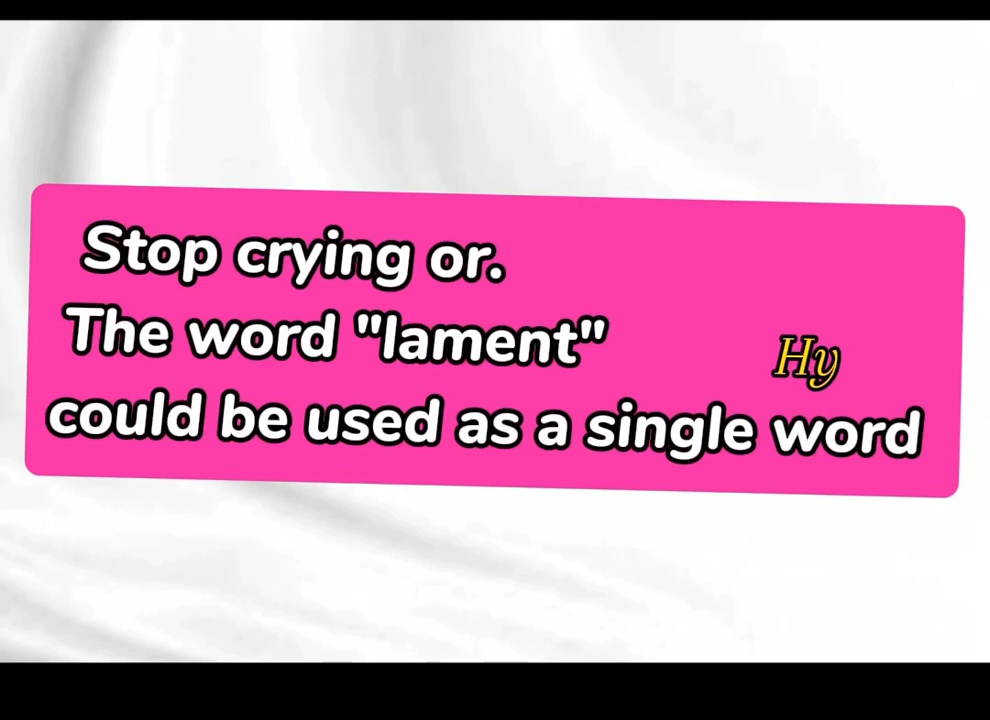 Stop crying or.
The word "lament"
Hy
could be used as a single word